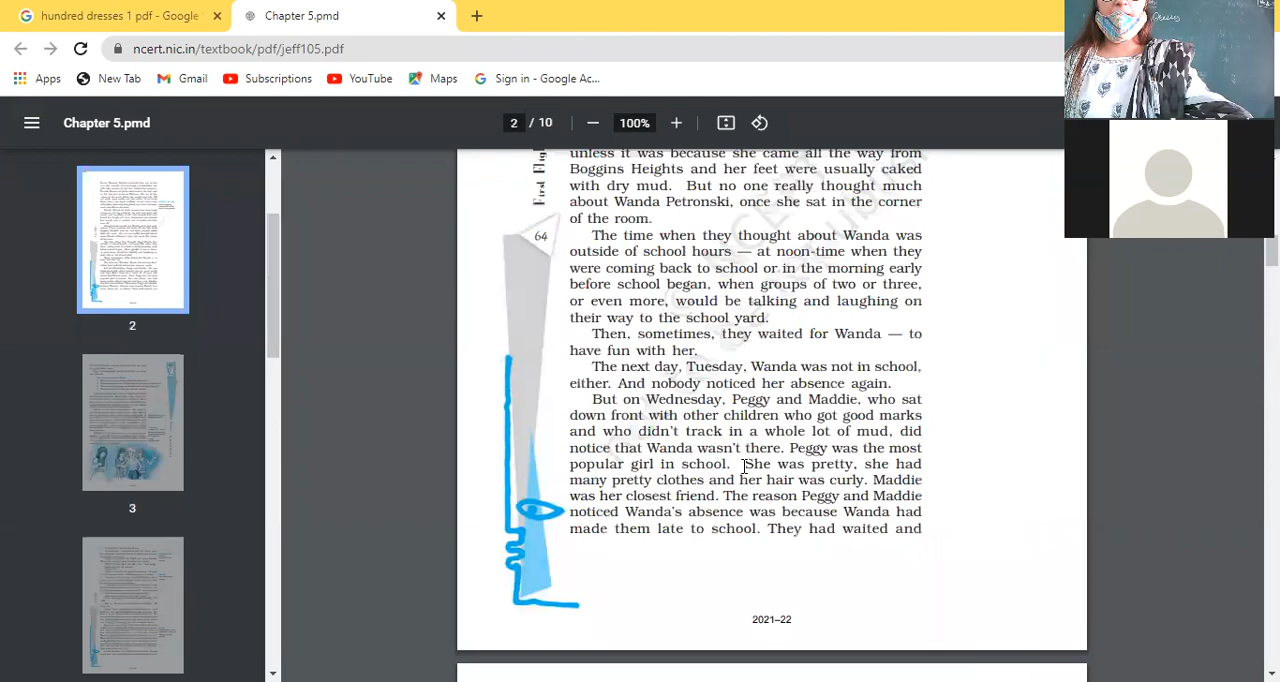 hundred dresses 1 pdf - Google
Chapter 5.pmd
ncert.nic.in/textbook/pdf/jeff105.pdf
Apps
New Tab
Gmail
Subscriptions
YouTube
Maps
Sign in - Google Ac...
Chapter 5.pmd
2 / 10
100%
2
3
First Flig
64
unless it was because she came all the way from
Boggins Heights and her feet were usually caked
with dry mud. But no one really thought much
about Wanda Petronski, once she sat in the corner
of the room.
The time when they thought about Wanda was
outside of school hours — at noon-time when they
were coming back to school or in the morning early
before school began, when groups of two or three,
or even more, would be talking and laughing on
their way to the school yard.
Then, sometimes, they waited for Wanda — to
have fun with her.
The next day, Tuesday, Wanda was not in school,
either. And nobody noticed her absence again.
But on Wednesday, Peggy and Maddie, who sat
down front with other children who got good marks
and who didn't track in a whole lot of mud, did
notice that Wanda wasn't there. Peggy was the most
popular girl in school. She was pretty, she had
many pretty clothes and her hair was curly. Maddie
was her closest friend. The reason Peggy and Maddie
noticed Wanda's absence was because Wanda had
made them late to school. They had waited and
2021–22